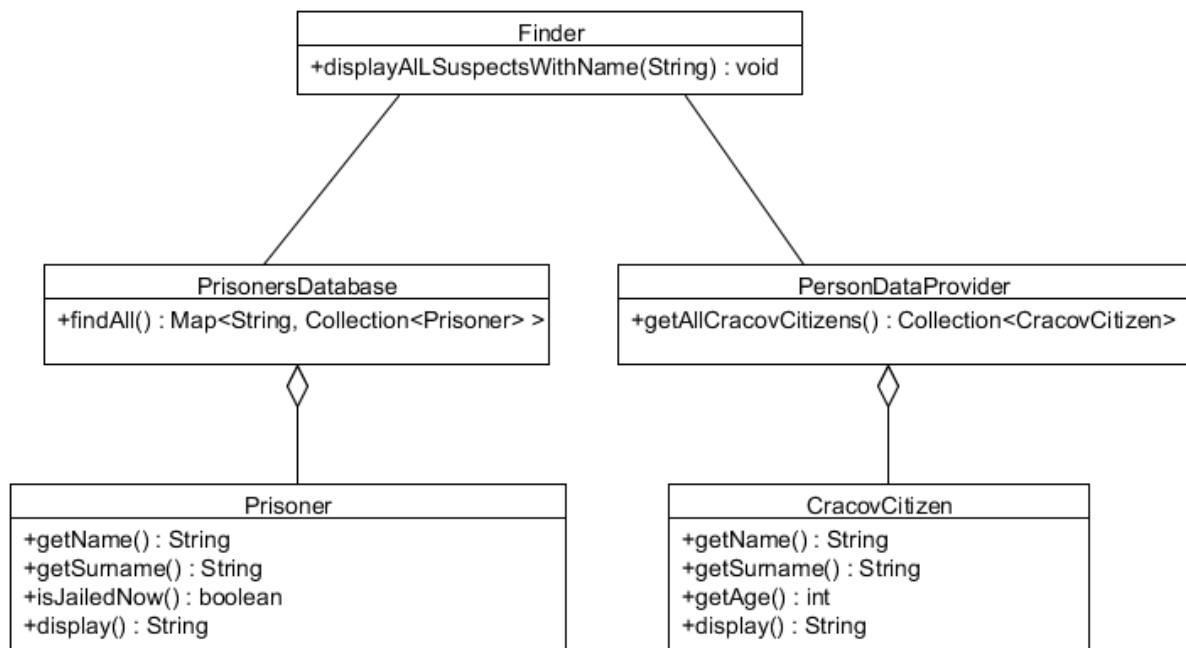 Finder
+displayAlLSuspectsWithName(String) : void
PrisonersDatabase
+findAll() : Map<String, Collection<Prisoner> >
PersonDataProvider
+getAllCracovCitizens() : Collection<CracovCitizen>
Prisoner
+getName() : String
+getSurname() : String
+isJailedNow() : boolean
+display() : String
CracovCitizen
+getName() : String
+getSurname() : String
+getAge() : int
+display() : String